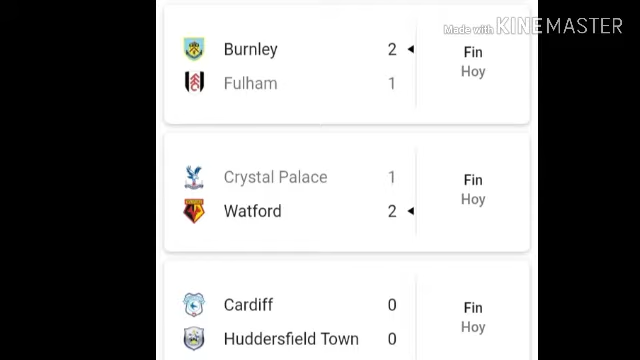 Made with KINEMASTER
Burnley 2
Fin
Fulham 1
Hoy
Crystal Palace 1
Fin
Watford 2
Hoy
Cardiff 0
Fin
Huddersfield Town 0
Hoy